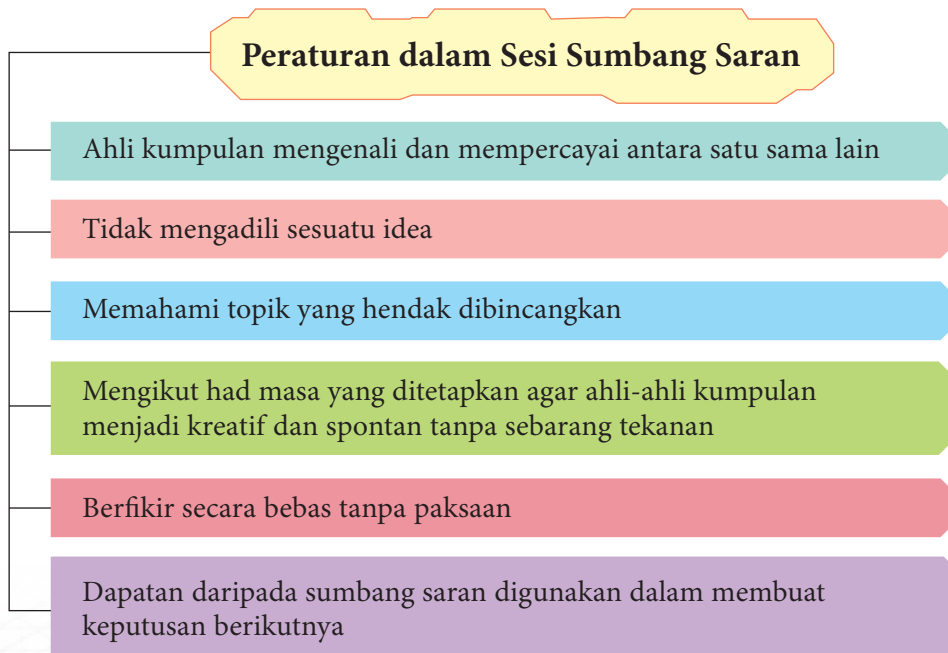 Peraturan dalam Sesi Sumbang Saran
Ahli kumpulan mengenali dan mempercayai antara satu sama lain
Tidak mengadili sesuatu idea
Memahami topik yang hendak dibincangkan
Mengikut had masa yang ditetapkan agar ahli-ahli kumpulan
menjadi kreatif dan spontan tanpa sebarang tekanan
Berfikir secara bebas tanpa paksaan
Dapatan daripada sumbang saran digunakan dalam membuat
keputusan berikutnya